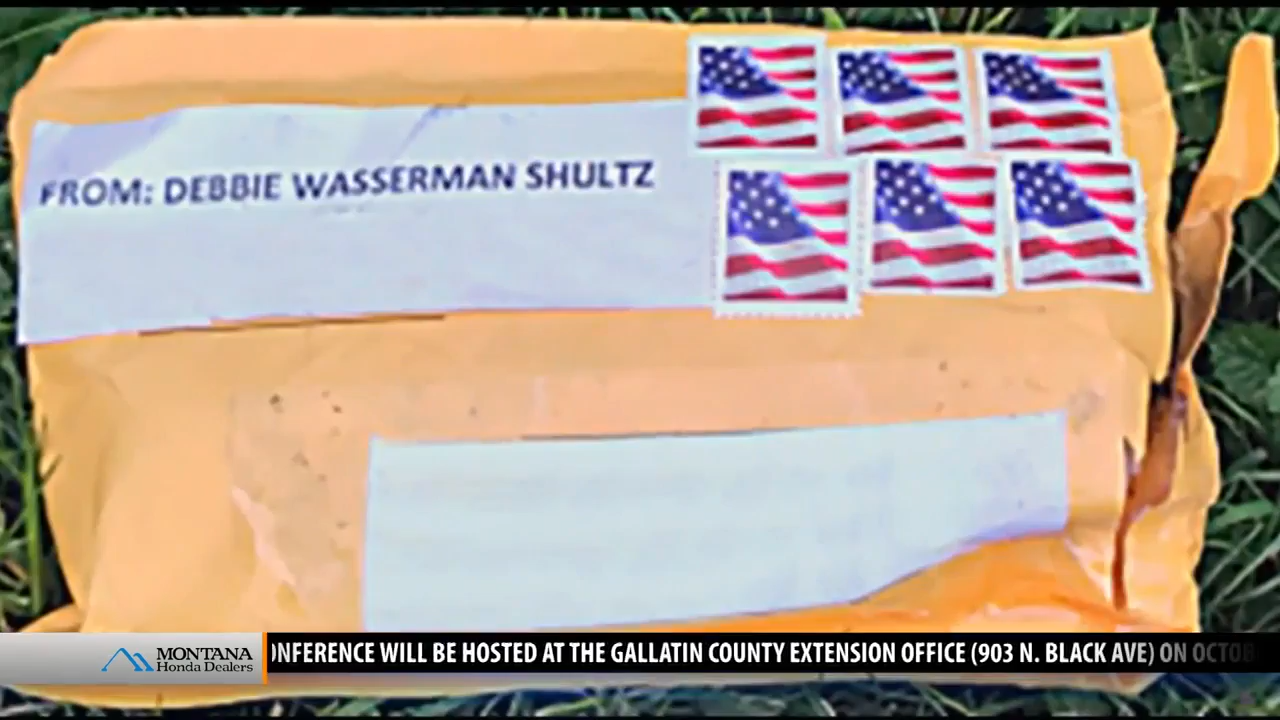 FROM: DEBBIE WASSERMAN SHULTZ
MONTANA
Honda Dealers
ONFERENCE WILL BE HOSTED AT THE GALLATIN COUNTY EXTENSION OFFICE (903 N. BLACK AVE) ON OCTOB